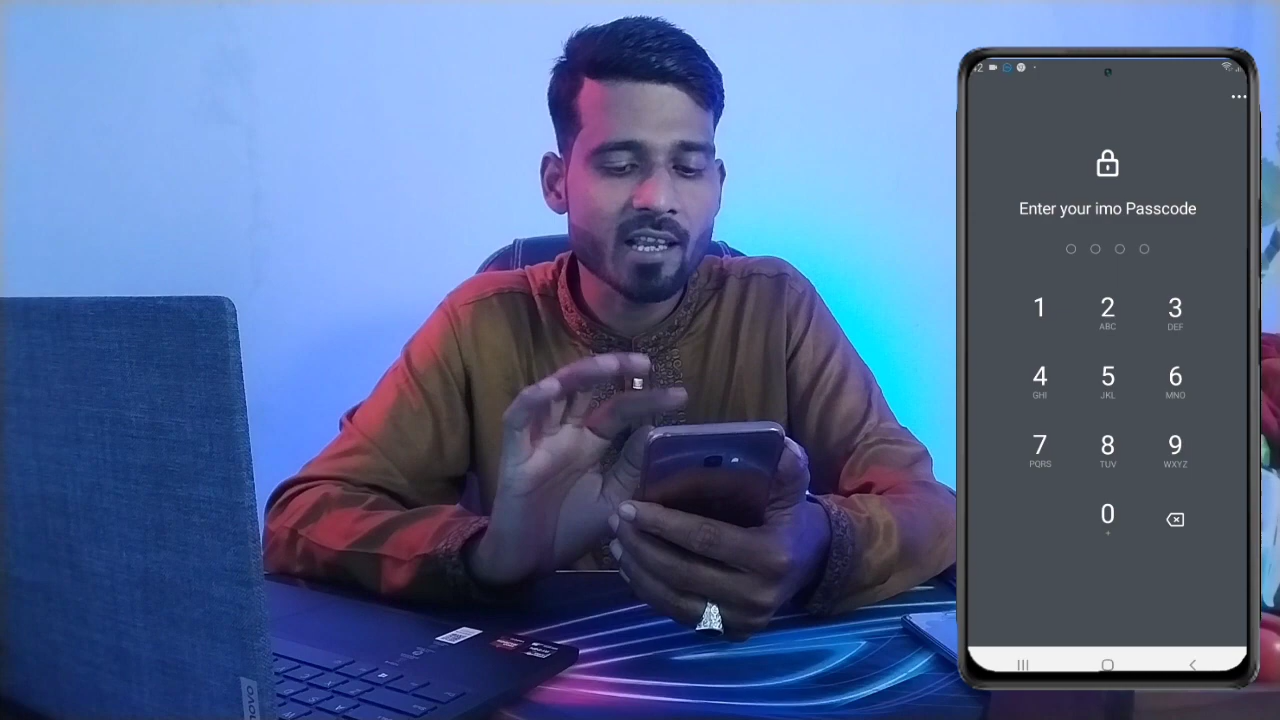 Enter your imo Passcode
1
2
3
ABC
DEF
4
5
6
GHI
JKL
MNO
7
8
9
PQRS
TUV
WXYZ
0
+